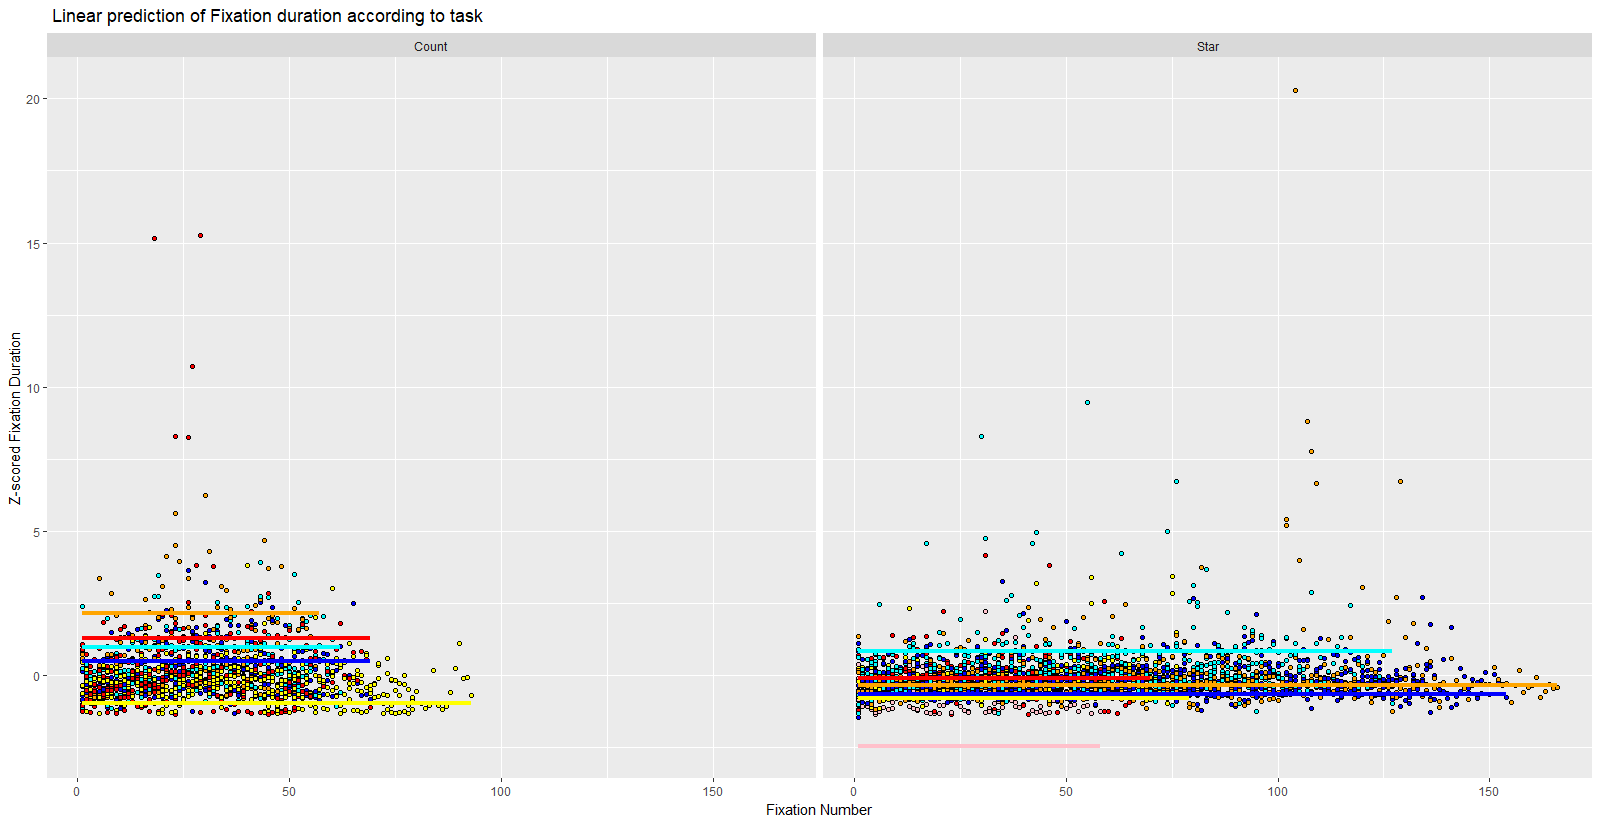 Linear prediction of Fixation duration according to task
Count
Star
Z-scored Fixation Duration
20
15
10
5
0
0
50
100
150
0
50
100
150
Fixation Number